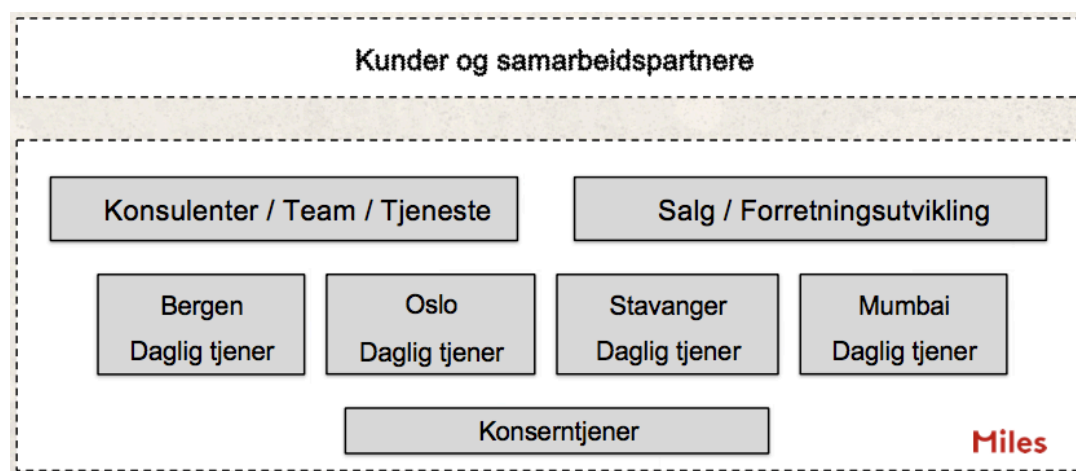 Kunder og samarbeidspartnere
Konsulenter / Team / Tjeneste
Salg / Forretningsutvikling
Bergen
Daglig tjener
Oslo
Daglig tjener
Stavanger
Daglig tjener
Mumbai
Daglig tjener
Konserntjener
Miles